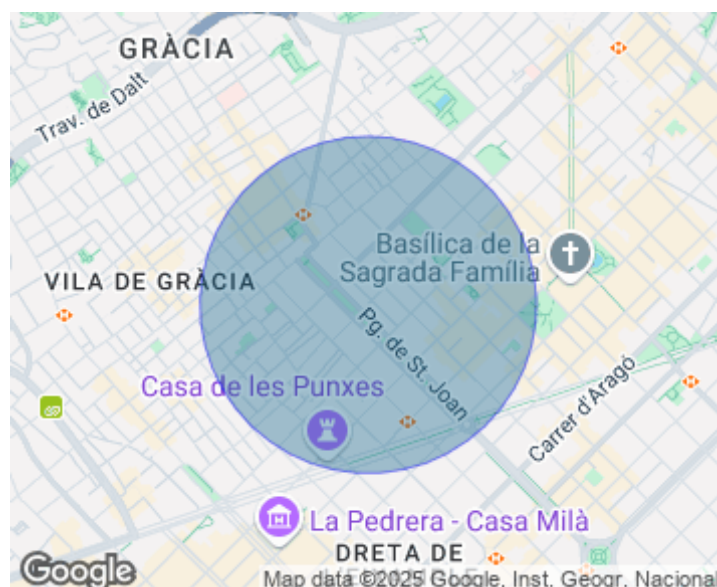 GRÀCIA
Trav. de Dalt
Basílica de la
Sagrada Família
VILA DE GRÀCIA
Pg. de St. Joan
Casa de les Punxes
Carrer d'Aragó
La Pedrera - Casa Milà
DRETA DE
Google
Map data ©2025 Google, Inst. Geogr. Nacional